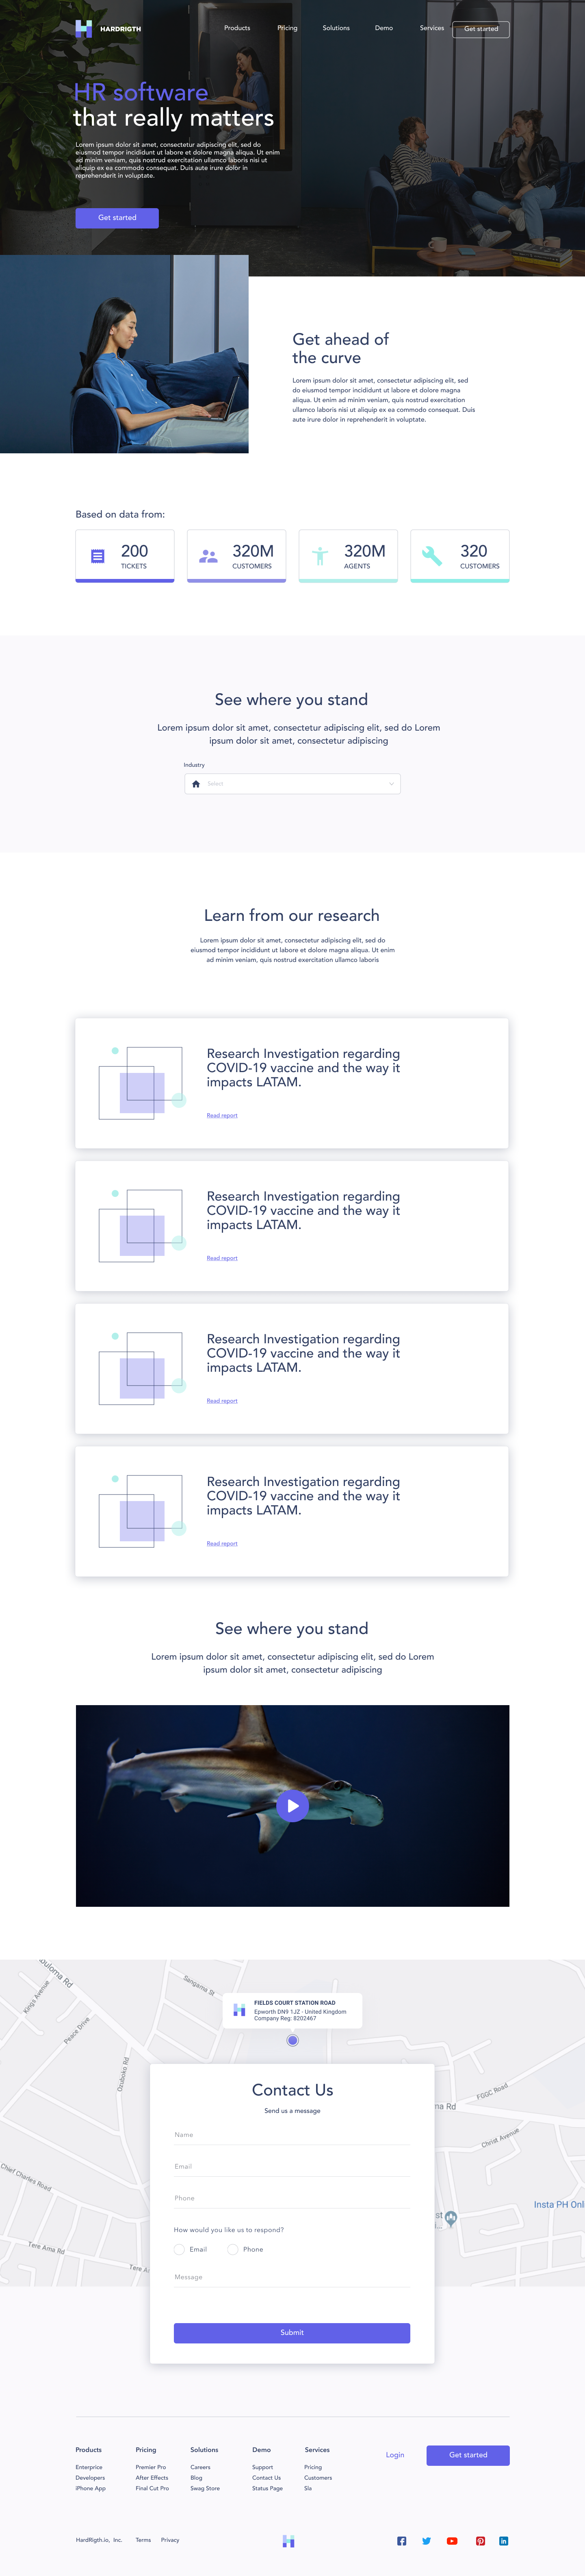 HARDRIGTH
Products
Pricing
Solutions
Demo
Services
Get started
HR software
that really matters
Lorem ipsum dolor sit amet, consectetur adipiscing elit, sed do
eiusmod temporincididunt ut labore et dolore magna aliqua. Ut enim
ad minim veniam, quis nostrud exercitation ullamco laboris nisi ut
aliquip ex ea commodo consequat. Duis aute irure dolor in
reprehenderit in voluptate.
Get started
Get ahead of
the curve
Lorem ipsum dolor sit amet, consectetur adipiscing elit, sed
do eiusmod tempor incididunt ut labore et dolore magna
aliqua. Ut enim ad minim veniam, quis nostrud exercitation
ullamco laboris nisi ut aliquip ex ea commodo consequat. Duis
aute irure dolor in reprehenderit in voluptate.
Based on data from:
200
TICKETS
320M
CUSTOMERS
320M
AGENTS
320
CUSTOMERS
See where you stand
Lorem ipsum dolor sit amet, consectetur adipiscing elit, sed do Lorem
ipsum dolor sit amet, consectetur adipiscing
Industry
Select
Learn from our research
Lorem ipsum dolor sit amet, consectetur adipiscing elit, sed do
eiusmod tempor incididunt ut labore et dolore magna aliqua. Ut enim
ad minim veniam, quis nostrud exercitation ullamco laboris
Research Investigation regarding
COVID-19 vaccine and the way it
impacts LATAM.
Read report
Research Investigation regarding
COVID-19 vaccine and the way it
impacts LATAM.
Read report
Research Investigation regarding
COVID-19 vaccine and the way it
impacts LATAM.
Read report
Research Investigation regarding
COVID-19 vaccine and the way it
impacts LATAM.
Read report
See where you stand
Lorem ipsum dolor sit amet, consectetur adipiscing elit, sed do Lorem
ipsum dolor sit amet, consectetur adipiscing
buloma Rd
Kings Avenue
Peace Drive
Sangama St
Ozuboko Rd
FIELDS COURT STATION ROAD
Epworth DN9 1JZ - United Kingdom
Company Reg: 8202467
FGGC Road
ma Rd
Christ Avenue
Chief Charles Road
Insta PH Onl
st
Tere Ama Rd
Tere A
Contact Us
Send us a message
Name
Email
Phone
How would you like us to respond?
Email
Phone
Message
Submit
Products
Enterprice
Developers
iPhone App
Pricing
Premier Pro
After Effects
Final Cut Pro
Solutions
Careers
Blog
Swag Store
Demo
Support
Contact Us
Status Page
Services
Pricing
Customers
Sla
Login
Get started
HardRigth.io, Inc.
Terms
Privacy